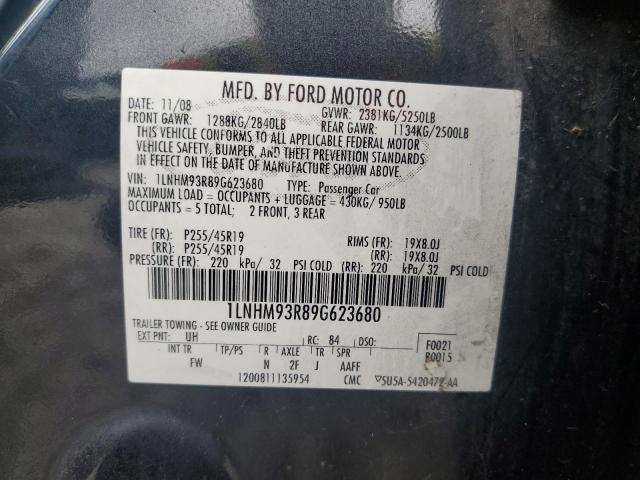 MFD. BY FORD MOTOR CO.
DATE: 11/08 GVWR: 2381KG/5250LB
FRONT GAWR: 1288KG/2840LB REAR GAWR: 1134KG/2500LB
THIS VEHICLE CONFORMS TO ALL APPLICABLE FEDERAL MOTOR
VEHICLE SAFETY, BUMPER, AND THEFT PREVENTION STANDARDS
IN EFFECT ON THE DATE OF MANUFACTURE SHOWN ABOVE.
VIN: 1LNHM93R89G623680 TYPE: Passenger Car
MAXIMUM LOAD = OCCUPANTS + LUGGAGE = 430KG/ 950LB
OCCUPANTS = 5 TOTAL; 2 FRONT, 3 REAR
TIRE (FR): P255/45R19 RIMS (FR): 19X8.0J
(RR): P255/45R19 (RR): 19X8.0J
PRESSURE (FR): 220 kPa/ 32 PSI COLD (RR): 220 kPa/ 32 PSI COLD
1LNHM93R89G623680
TRAILER TOWING - SEE OWNER GUIDE
EXT PNT: UH RC: 84 DSO: F0021
INT TR TP/PS R AXLE TR SPR R0015
FW N 2F J AAFF
1200811135954 CMC 5U5A-5420472-AA